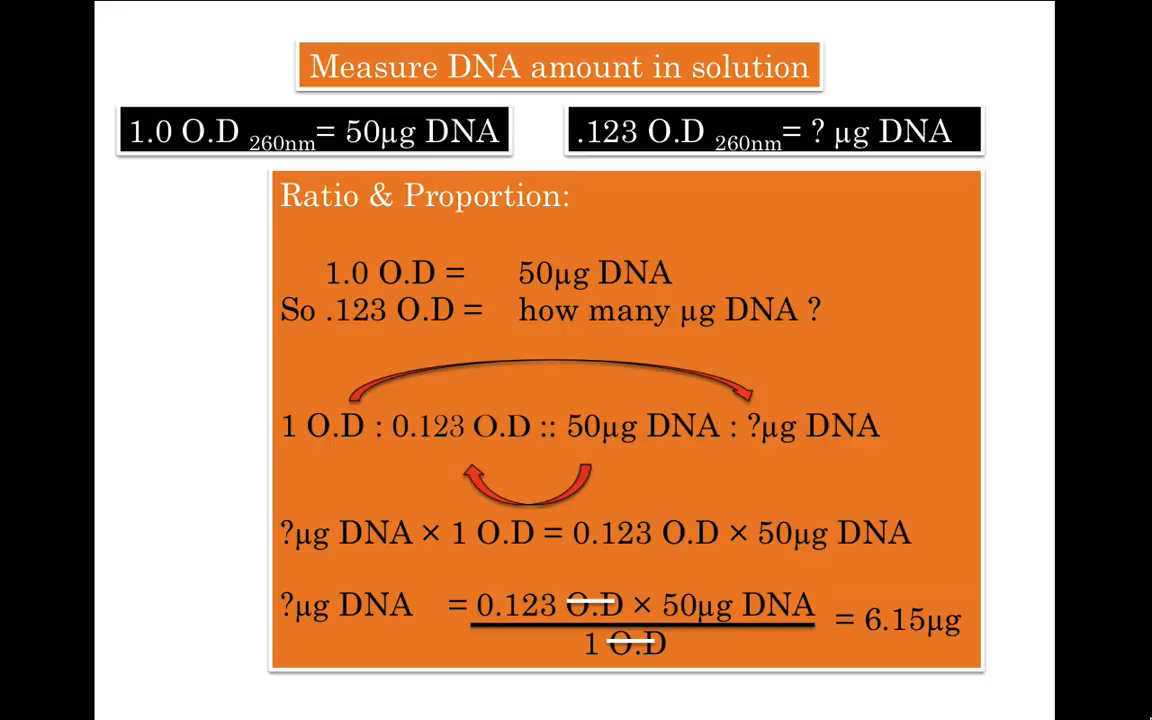 Measure DNA amount in solution
1.0 O.D 260nm= 50µg DNA
.123 O.D 260nm= ? µg DNA
Ratio & Proportion:
1.0 O.D = 50µg DNA
So .123 O.D = how many µg DNA ?
1 O.D : 0.123 O.D :: 50µg DNA : ?µg DNA
?µg DNA × 1 O.D = 0.123 O.D × 50µg DNA
?µg DNA = 0.123 O.D × 50µg DNA = 6.15µg
1 O.D